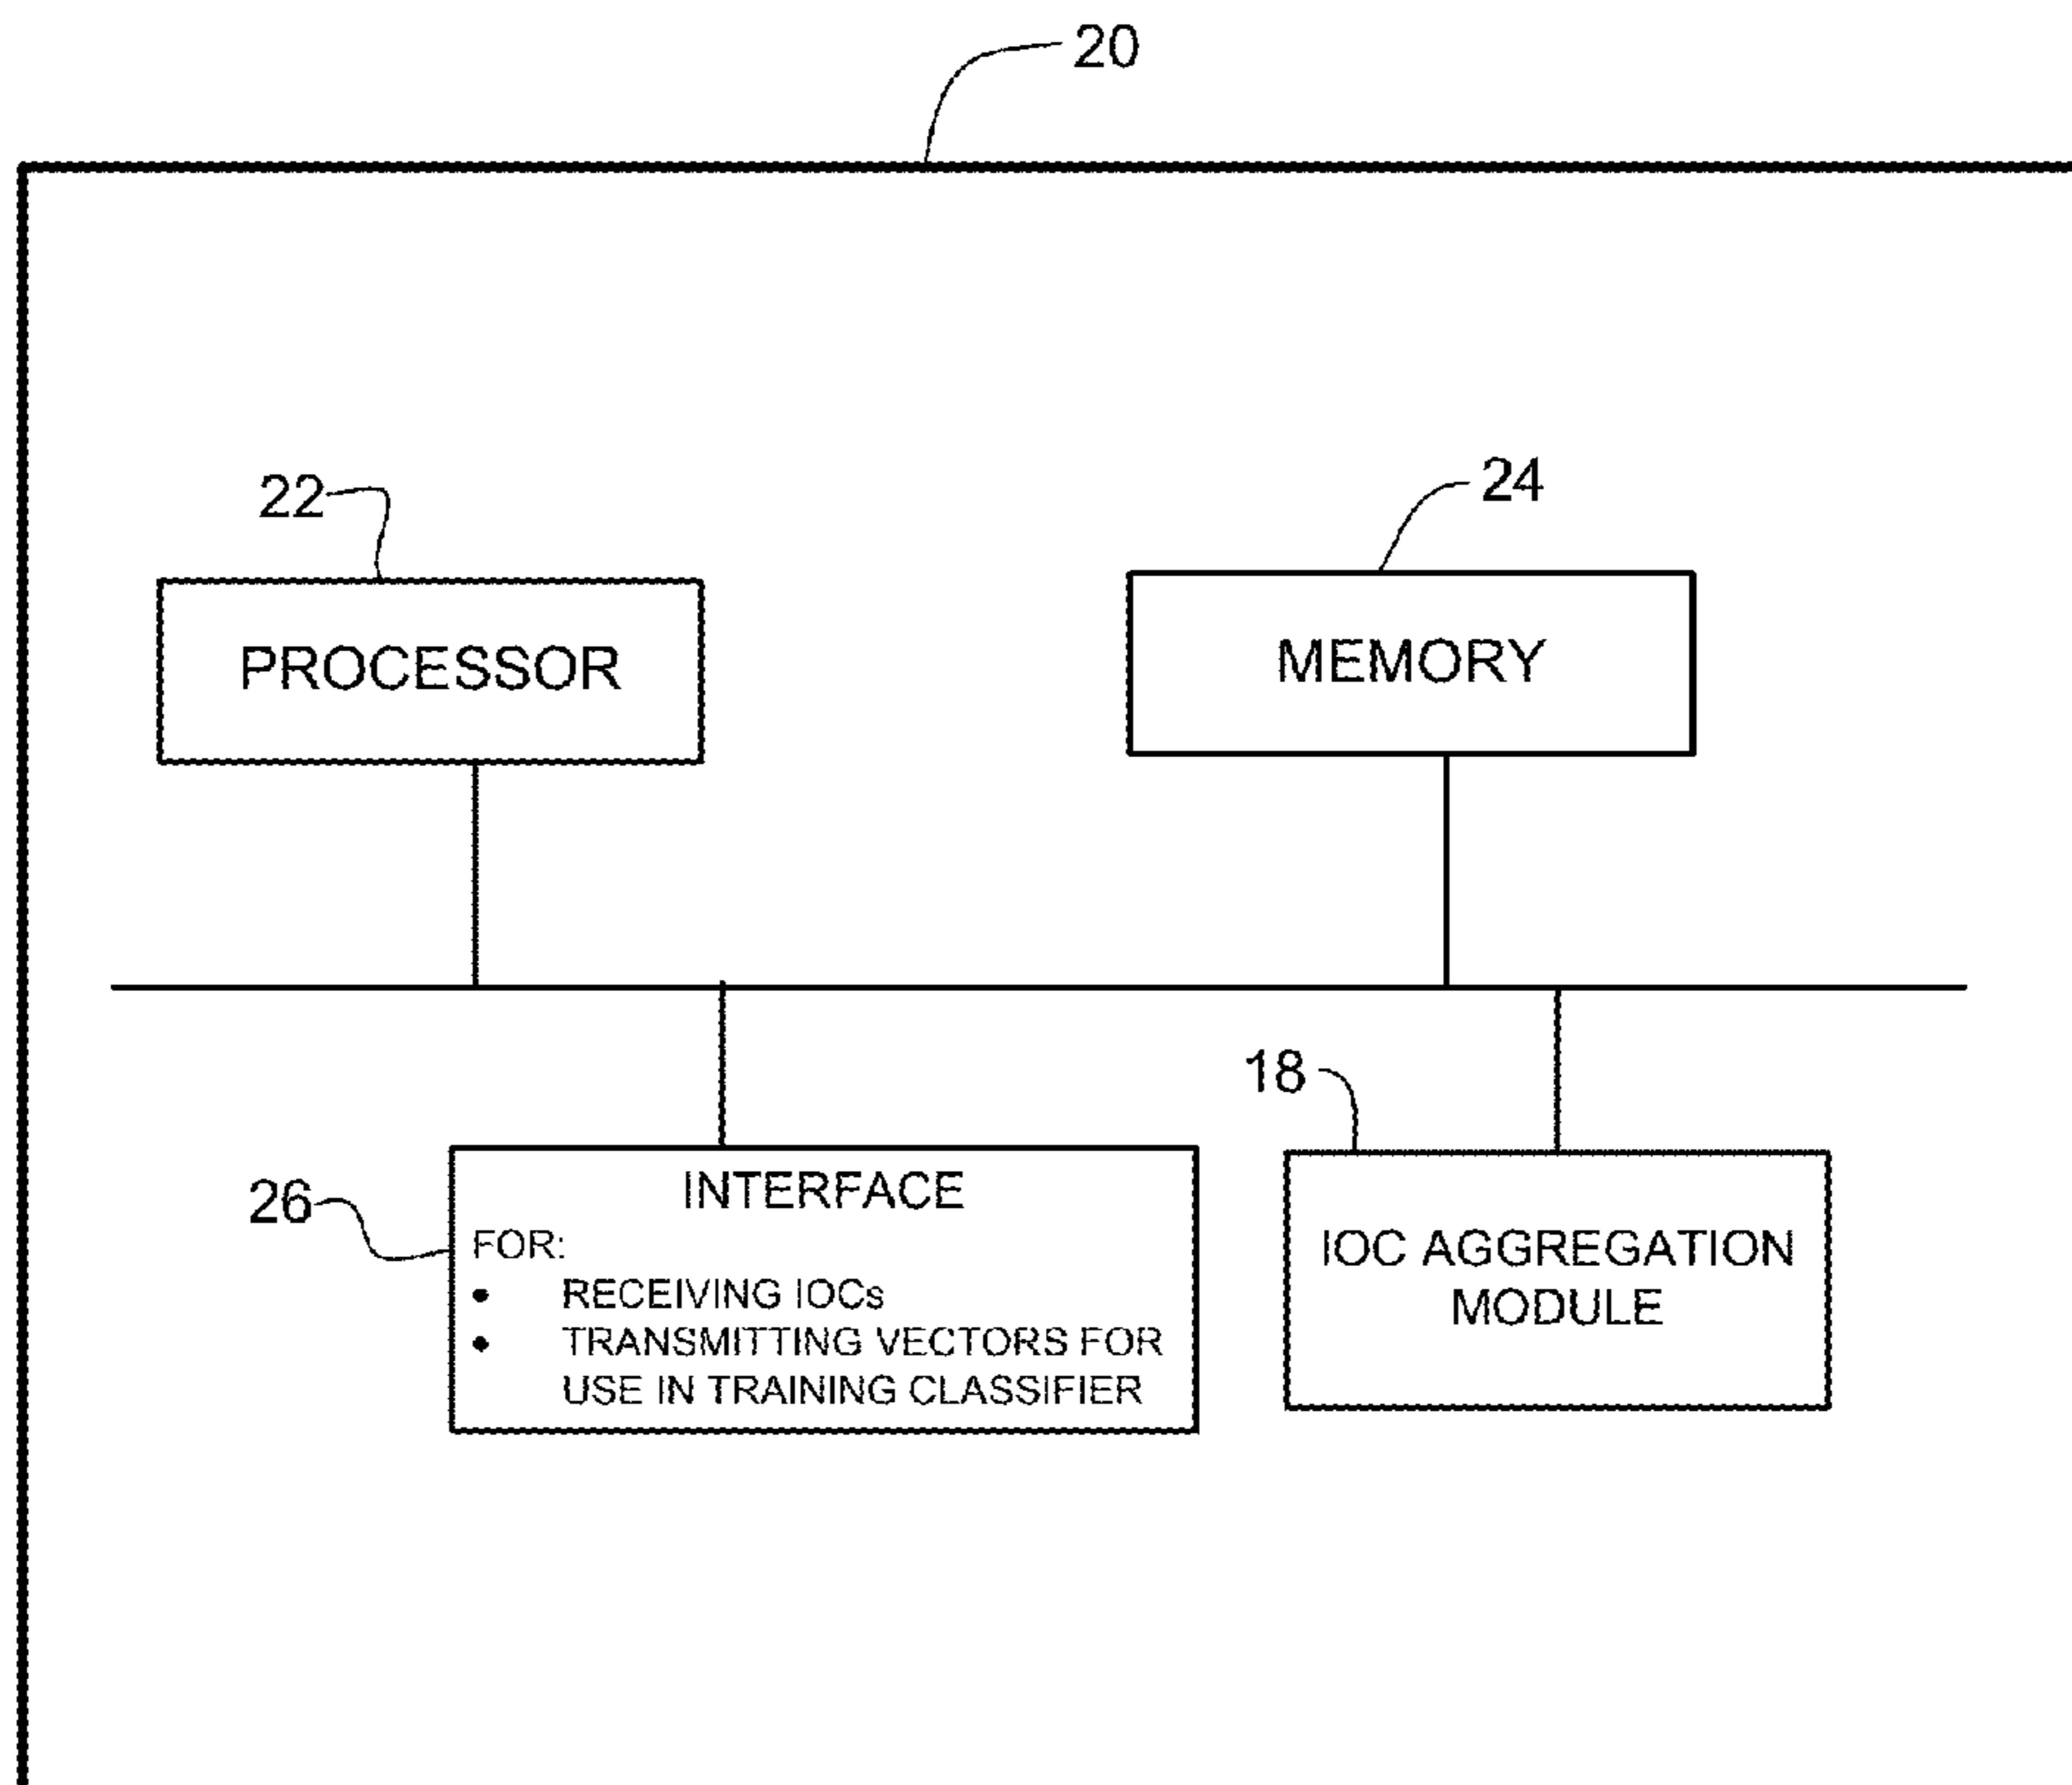 20
22
24
PROCESSOR
MEMORY
18
26
INTERFACE
FOR:
• RECEIVING IOCs
• TRANSMITTING VECTORS FOR
USE IN TRAINING CLASSIFIER
IOC AGGREGATION
MODULE